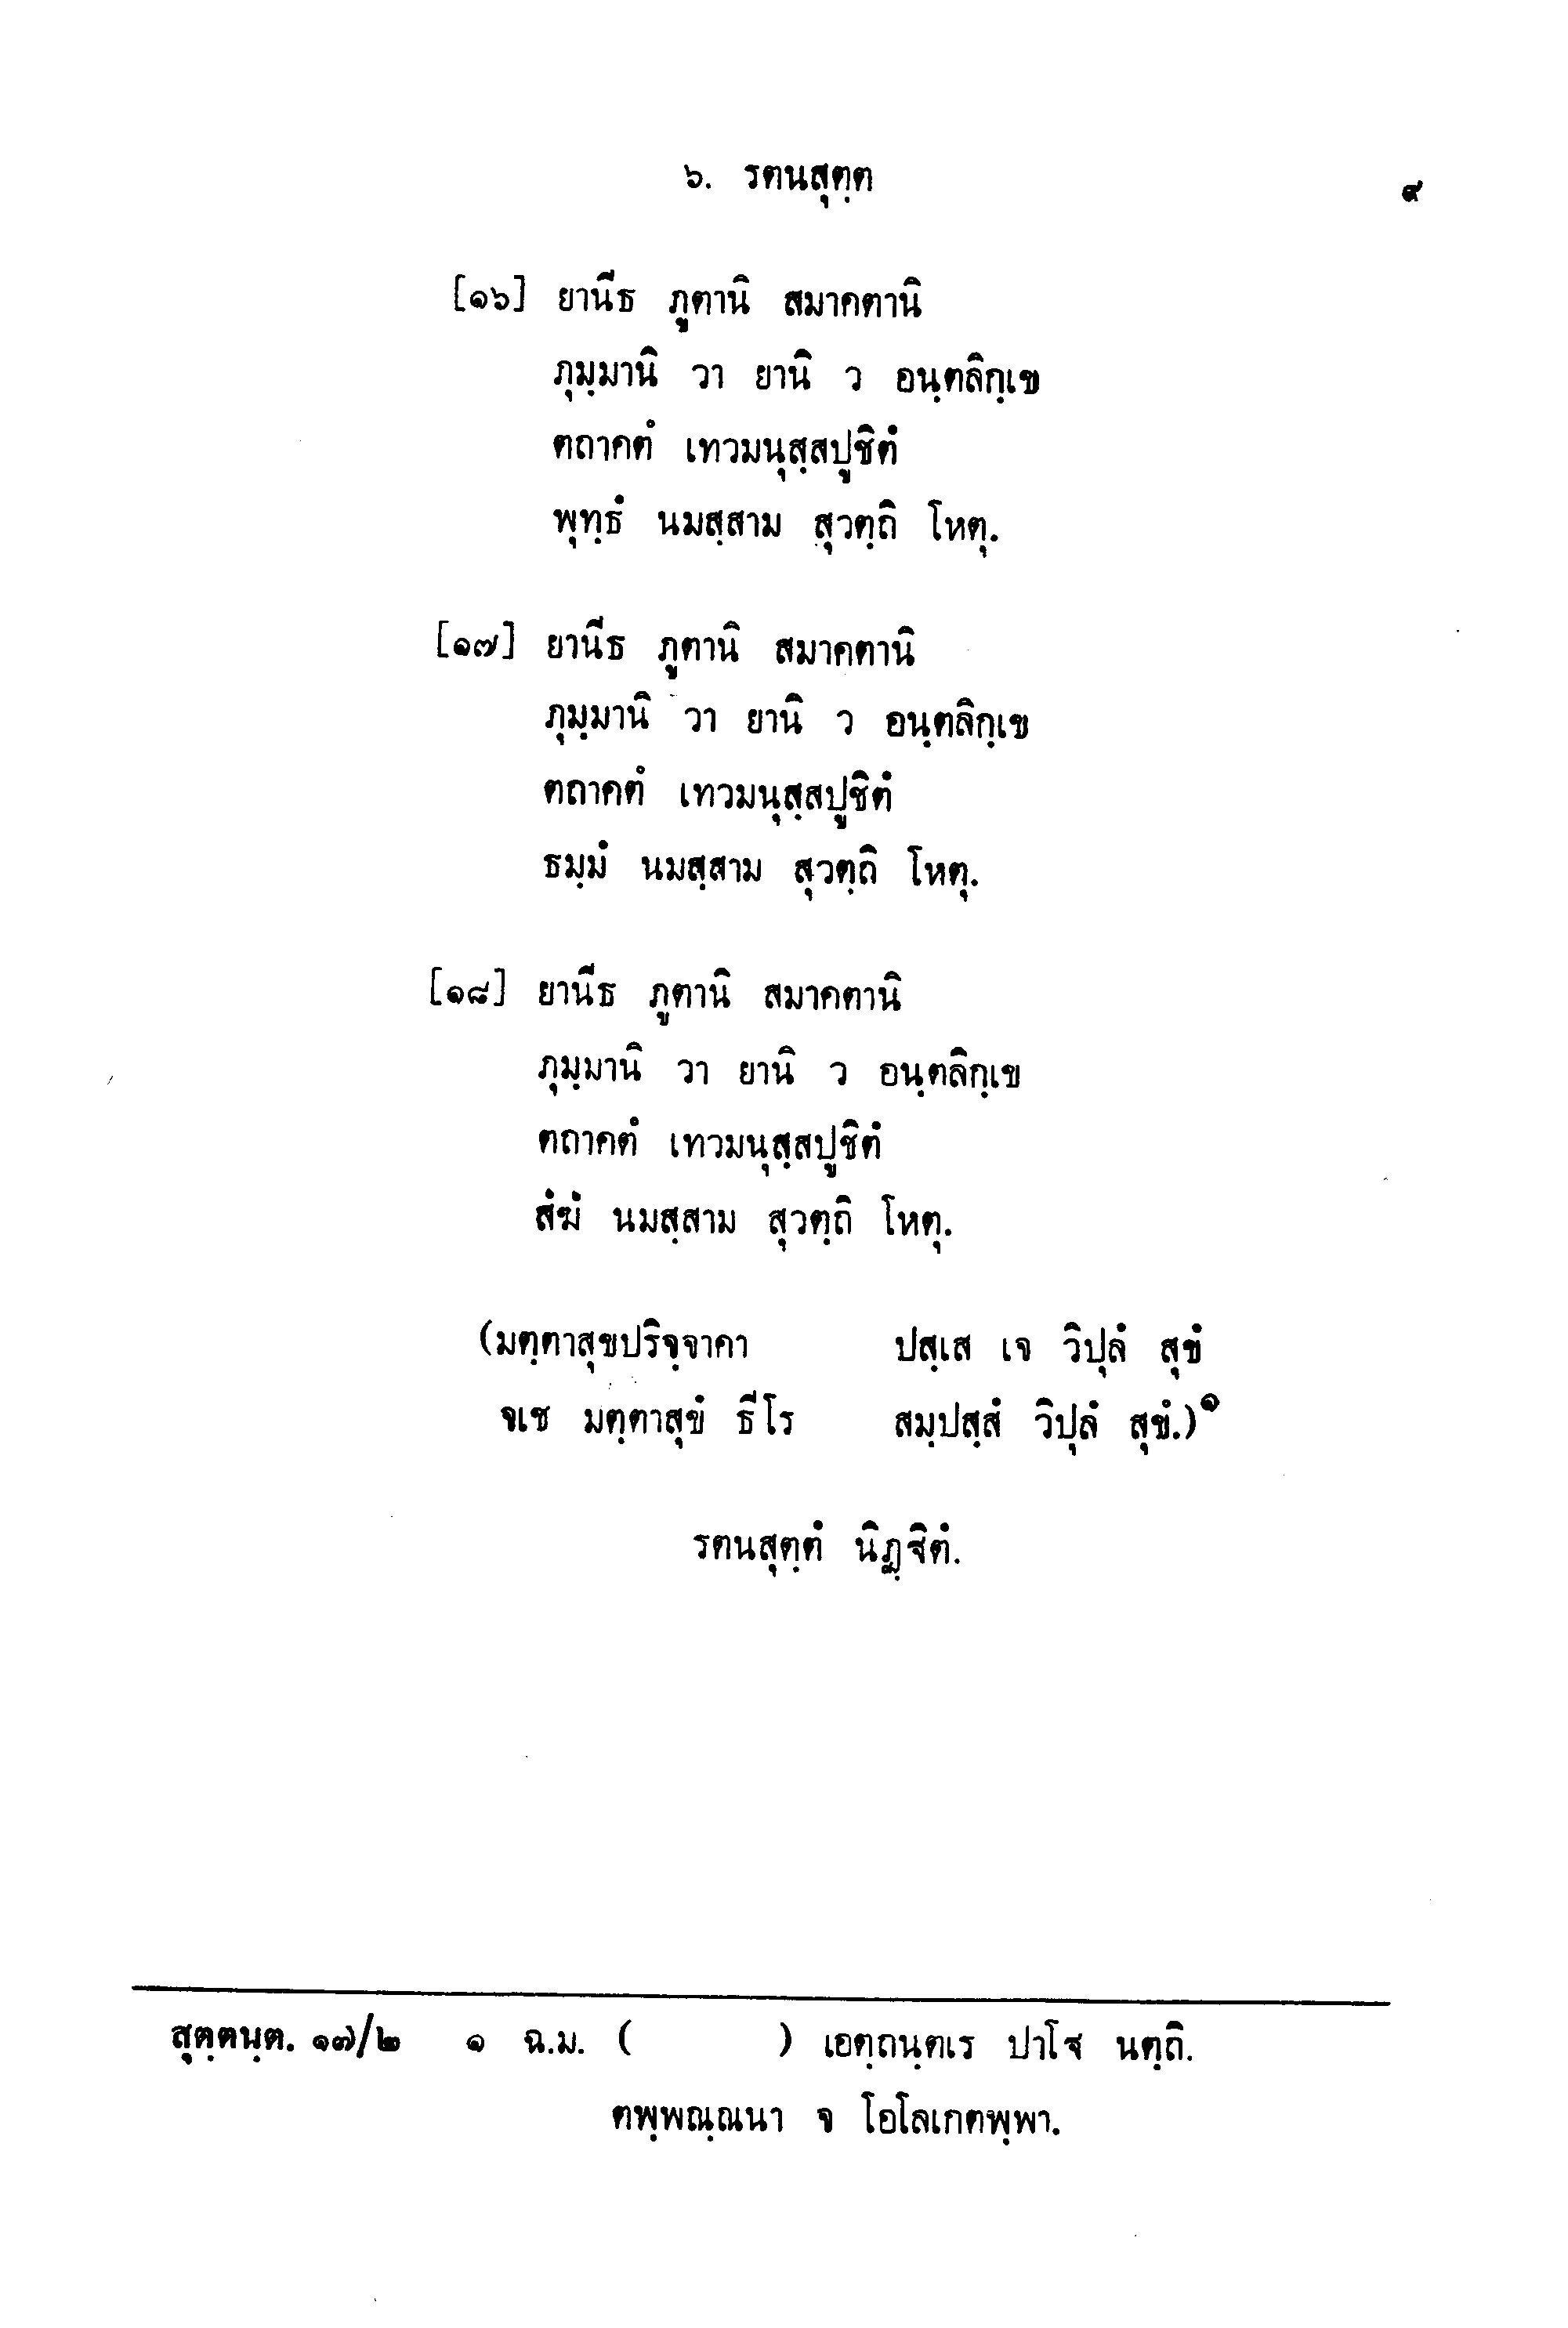 ๖. รตนสุตฺต
๙
[๑๖] ยานีธ ภูตานิ สมาคตานิ
ภุมฺมานิ วา ยานิ ว อนฺตลิกฺเข
ตถาคตํ เทวมนุสฺสปูชิตํ
พุทฺธํ นมสฺสาม สุวตฺถิ โหตุ.
[๑๗] ยานีธ ภูตานิ สมาคตานิ
ภุมฺมานิ วา ยานิ ว อนฺตลิกฺเข
ตถาคตํ เทวมนุสฺสปูชิตํ
ธมฺมํ นมสฺสาม สุวตฺถิ โหตุ.
[๑๘] ยานีธ ภูตานิ สมาคตานิ
ภุมฺมานิ วา ยานิ ว อนฺตลิกฺเข
ตถาคตํ เทวมนุสฺสปูชิตํ
สํฆํ นมสฺสาม สุวตฺถิ โหตุ.
(มตฺตาสุขปริจฺจาคา ปสฺเส เจ วิปุลํ สุขํ
จเช มตฺตาสุขํ ธีโร สมฺปสฺสํ วิปุลํ สุขํ.)๑
รตนสุตฺตํ นิฏฺฐิตํ.
สุตฺตนฺต. ๑๗/๒ ๑ ฉ.ม. ( ) เอตฺถนฺตเร ปาโฐ นตฺถิ.
ตพฺพณฺณนา จ โอโลเกตพฺพา.